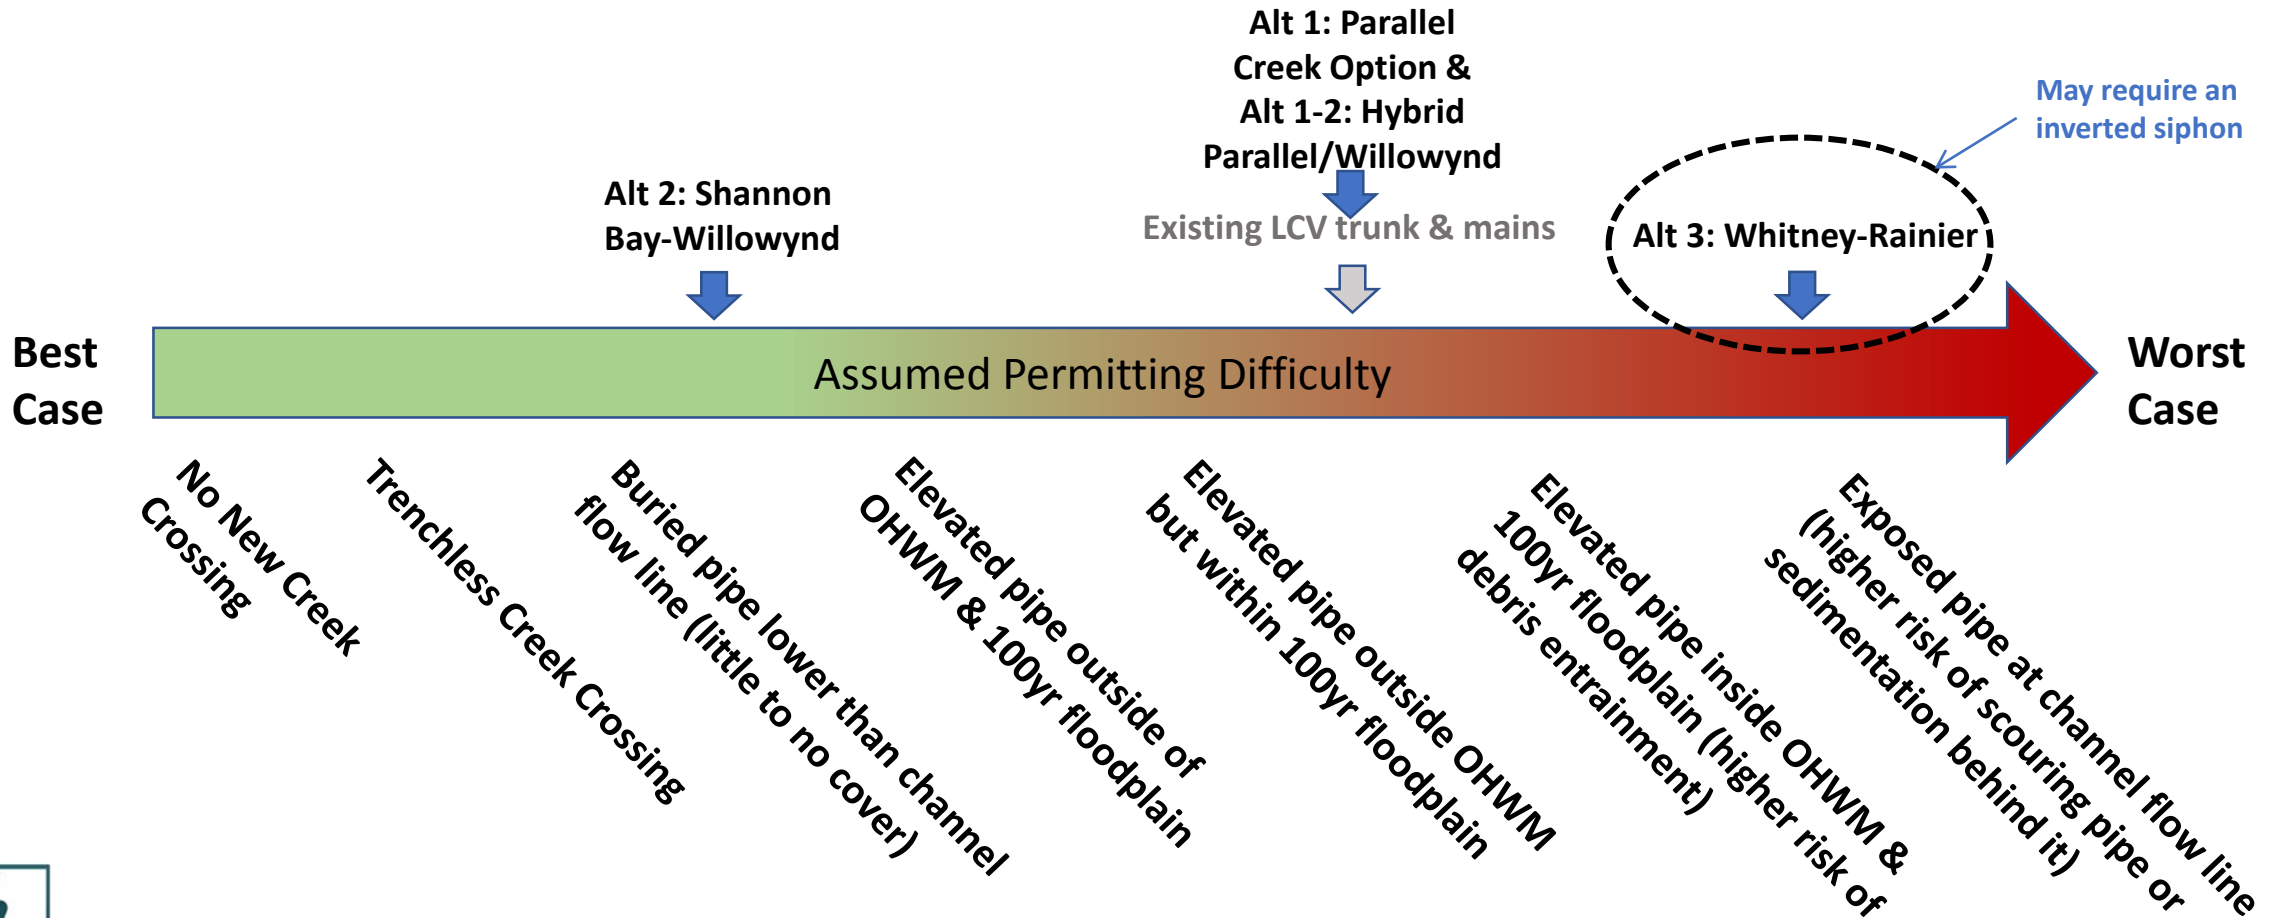 Alt 1: Parallel
Creek Option &
Alt 1-2: Hybrid
Parallel/Willowynd
May require an
inverted siphon
Alt 2: Shannon
Bay-Willowynd
Existing LCV trunk & mains
Alt 3: Whitney-Rainier
Best
Case
Assumed Permitting Difficulty
Worst
Case
No New Creek
Crossing
Trenchless Creek Crossing
Buried pipe lower than channel
flow line (little to no cover)
Elevated pipe outside of
OHWM & 100yr floodplain
Elevated pipe outside OHWM
but within 100yr floodplain
Elevated pipe inside OHWM &
100yr floodplain (higher risk of
debris entrainment)
Exposed pipe at channel flow line
(higher risk of scouring pipe or
sedimentation behind it)